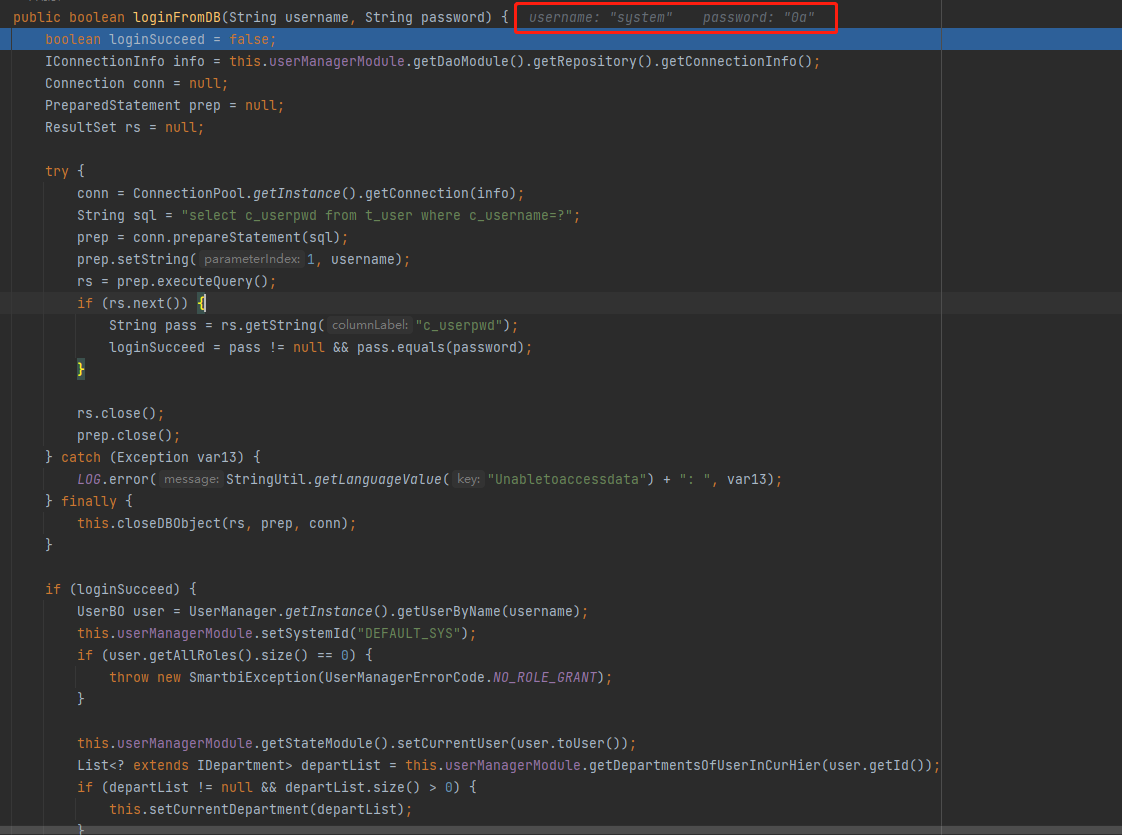 public boolean loginFromDB(String username, String password) { username: "system" password: "0a"
boolean loginSucceed = false;
IConnectionInfo info = this.userManagerModule.getDaoModule().getRepository().getConnectionInfo();
Connection conn = null;
PreparedStatement prep = null;
ResultSet rs = null;
try {
conn = ConnectionPool.getInstance().getConnection(info);
String sql = "select c_userpwd from t_user where c_username=?";
prep = conn.prepareStatement(sql);
prep.setString( parameterIndex: 1, username);
rs = prep.executeQuery();
if (rs.next()) {
String pass = rs.getString( columnLabel: "c_userpwd");
loginSucceed = pass != null && pass.equals(password);
}
rs.close();
prep.close();
} catch (Exception var13) {
LOG.error( message: StringUtil.getLanguageValue( key: "Unabletoaccessdata") + ": ", var13);
} finally {
this.closeDBObject(rs, prep, conn);
}
if (loginSucceed) {
UserBO user = UserManager.getInstance().getUserByName(username);
this.userManagerModule.setSystemId("DEFAULT_SYS");
if (user.getAllRoles().size() == 0) {
throw new SmartbiException(UserManagerErrorCode.NO_ROLE_GRANT);
}
this.userManagerModule.getStateModule().setCurrentUser(user.toUser());
List<? extends IDepartment> departList = this.userManagerModule.getDepartmentsOfUserInCurHier(user.getId());
if (departList != null && departList.size() > 0) {
this.setCurrentDepartment(departList);
}